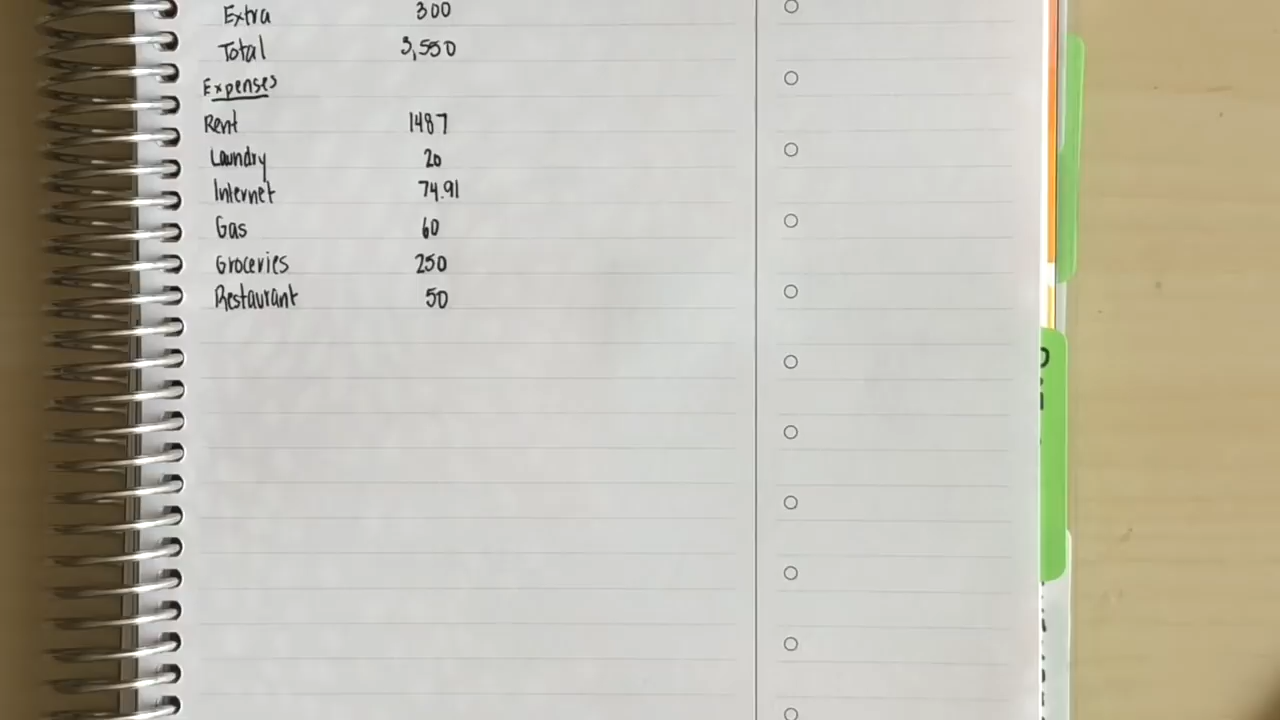 Extra 300
Total 3,550
Expenses
Rent 1487
Laundry 20
Internet 74.91
Gas 60
Groceries 250
Restaurant 50